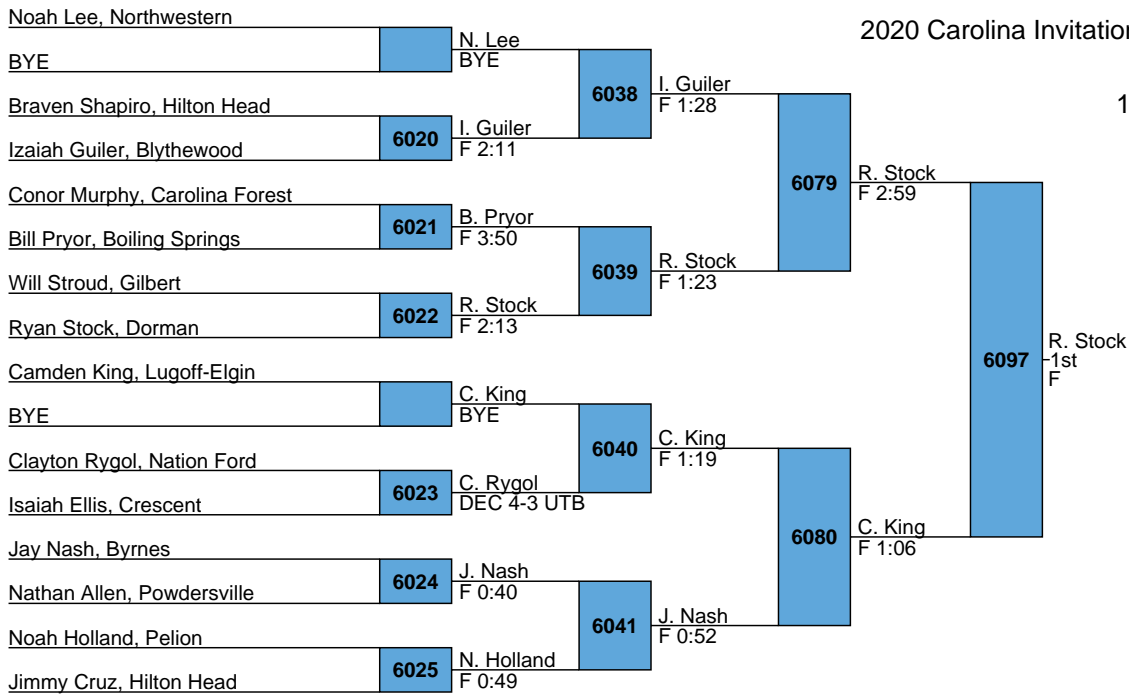 Noah Lee, Northwestern
BYE
Braven Shapiro, Hilton Head
Izaiah Guiler, Blythewood
Conor Murphy, Carolina Forest
Bill Pryor, Boiling Springs
Will Stroud, Gilbert
Ryan Stock, Dorman
Camden King, Lugoff-Elgin
BYE
Clayton Rygol, Nation Ford
Isaiah Ellis, Crescent
Jay Nash, Byrnes
Nathan Allen, Powdersville
Noah Holland, Pelion
Jimmy Cruz, Hilton Head
6020
6021
6022
6023
6024
6025
N. Lee
BYE
I. Guiler
F 2:11
B. Pryor
F 3:50
R. Stock
F 2:13
C. King
BYE
C. Rygol
DEC 4-3 UTB
J. Nash
F 0:40
N. Holland
F 0:49
6038
6039
6040
6041
I. Guiler
F 1:28
R. Stock
F 1:23
C. King
F 1:19
J. Nash
F 0:52
6079
6080
R. Stock
F 2:59
C. King
F 1:06
6097
R. Stock
1st
F
2020 Carolina Invitation
1